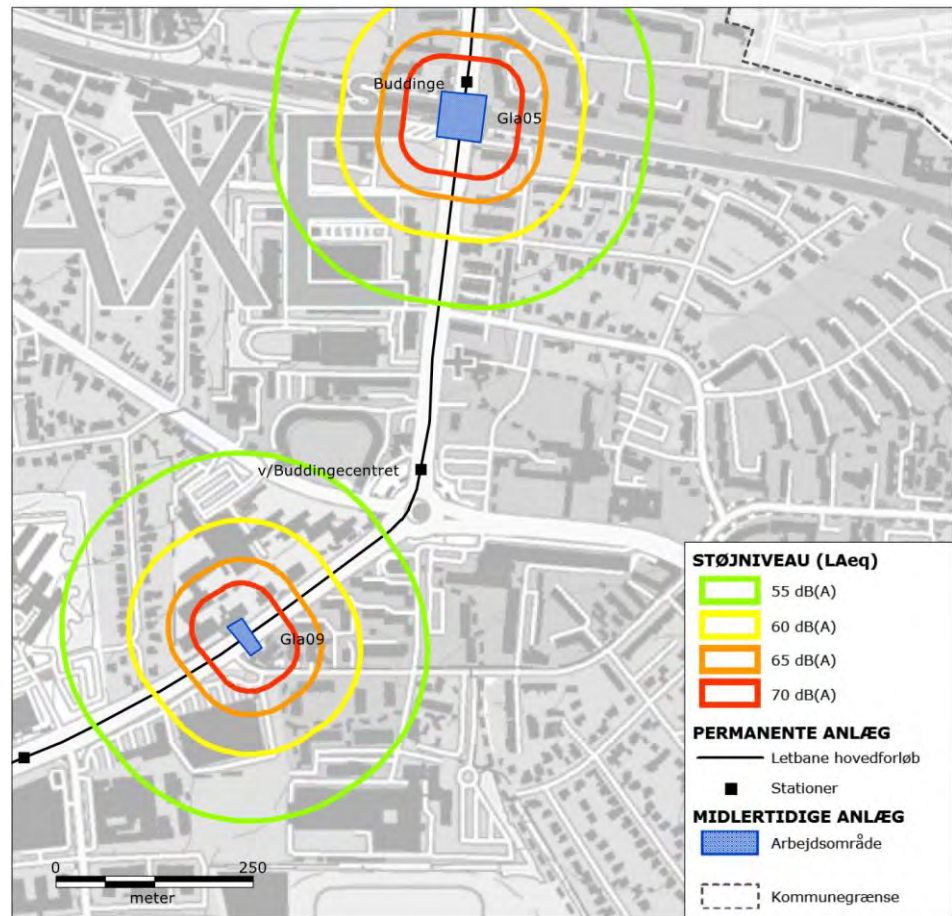 Buddinge
S
Gla05
AXE
v/Buddingecentret
Gla09
0 250
meter
STØJNIVEAU (LAeq)
55 dB(A)
60 dB(A)
65 dB(A)
70 dB(A)
PERMANENTE ANLÆG
Letbane hovedforløb
Stationer
MIDLERTIDIGE ANLÆG
Arbejdsområde
Kommunegrænse